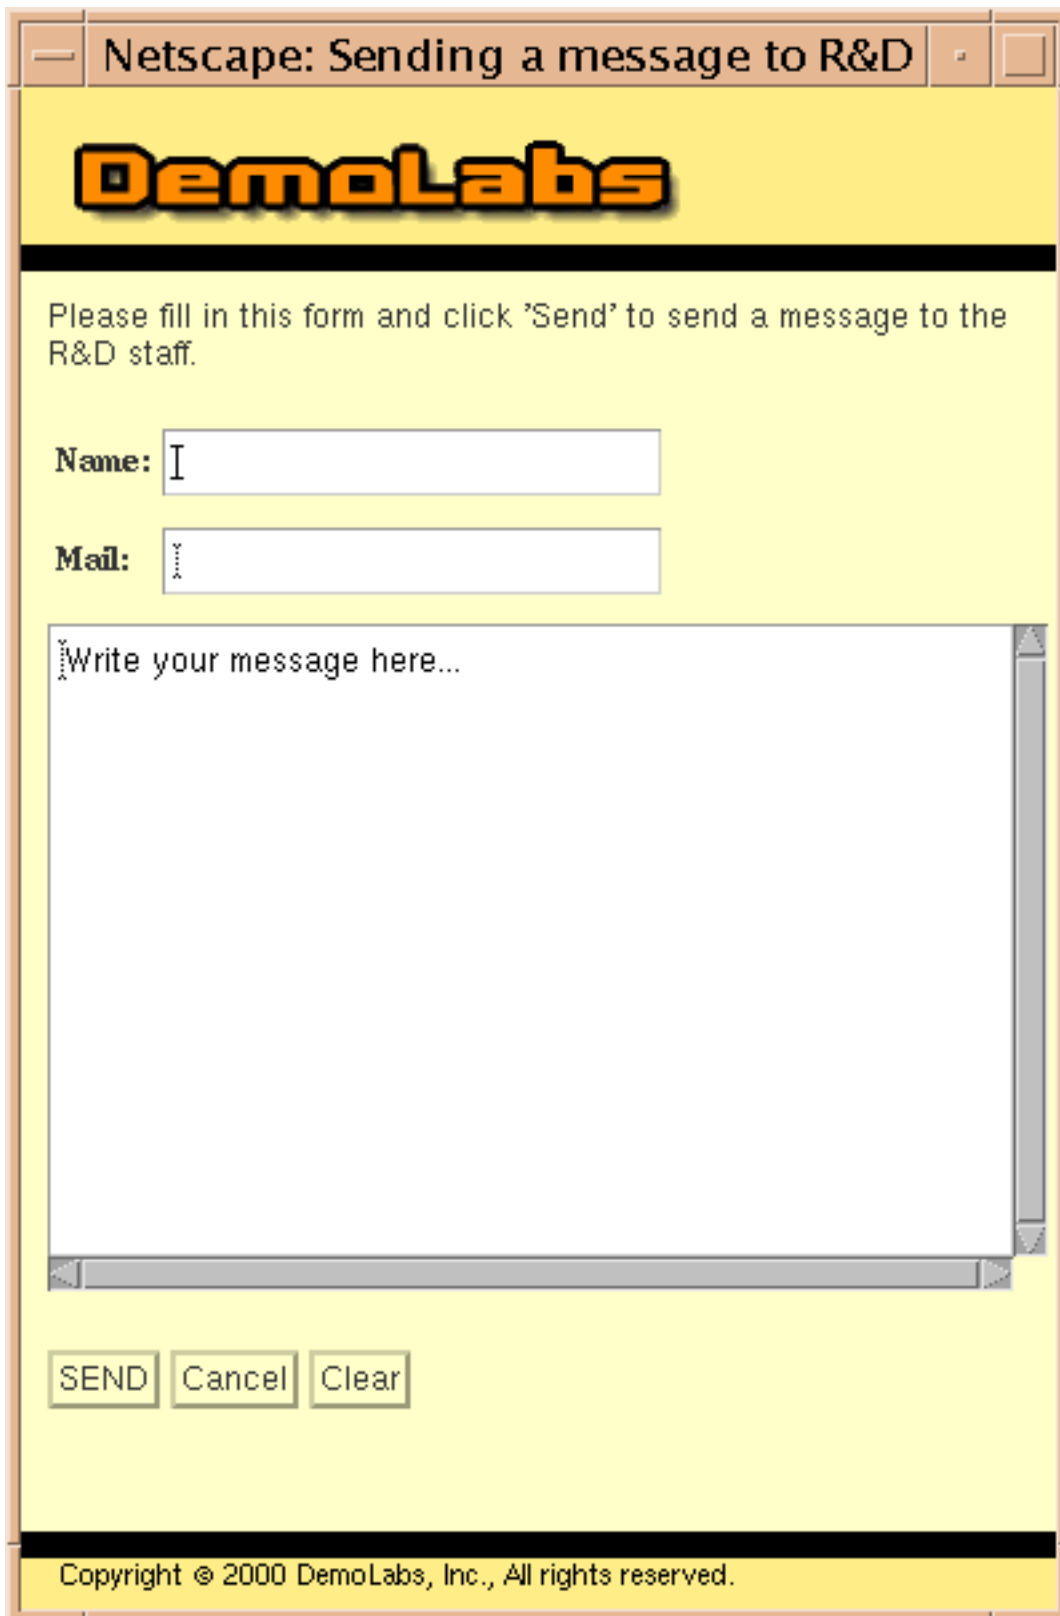 Netscape: Sending a message to R&D
DemoLabs
Please fill in this form and click 'Send' to send a message to the
R&D staff.
Name:
Mail:
Write your message here...
SEND Cancel Clear
Copyright © 2000 DemoLabs, Inc., All rights reserved.